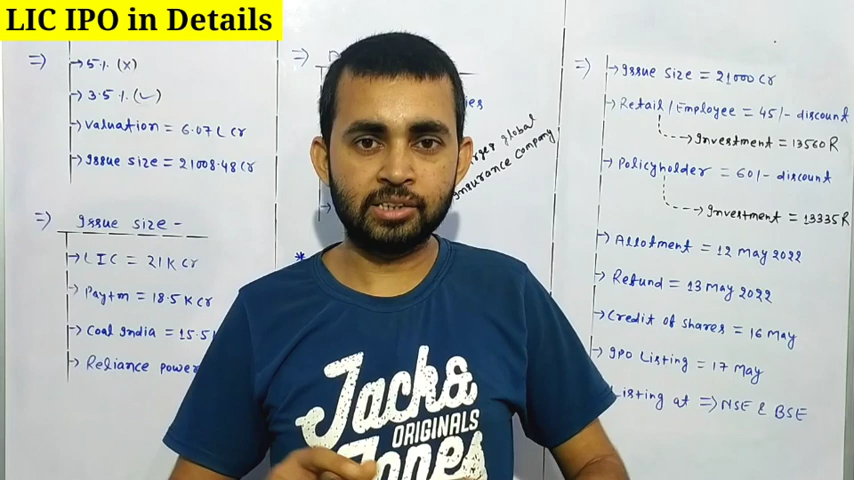 LIC IPO in Details
=> → 5% (×)
→ 3.5% (✓)
→ valuation = 6.07 L Cr
→ Issue size = 21008.48 Cr
=> Issue size -
→ LIC = 21K Cr
→ Paytm = 18.5 K Cr
→ Coal India = 15.5
→ Reliance power
=>
global
Insurance company
*
=> → Issue size = 21000 Cr
→ Retail/Employee = 45/- discount
→ Investment = 13560 R
→ Policyholder = 60/- discount
→ Investment = 13335 R
→ Allotment = 12 May 2022
→ Refund = 13 May 2022
→ Credit of shares = 16 May
→ IPO Listing = 17 May
Listing at => NSE & BSE
Jack&
ORIGINALS
Jones